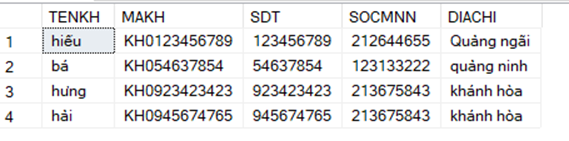 TENKH MAKH SDT SOCMNN DIACHI
1 hiếu KH0123456789 123456789 212644655 Quảng ngãi
2 bá KH054637854 54637854 123133222 quảng ninh
3 hưng KH0923423423 923423423 213675843 khánh hòa
4 hải KH0945674765 945674765 213675843 khánh hòa